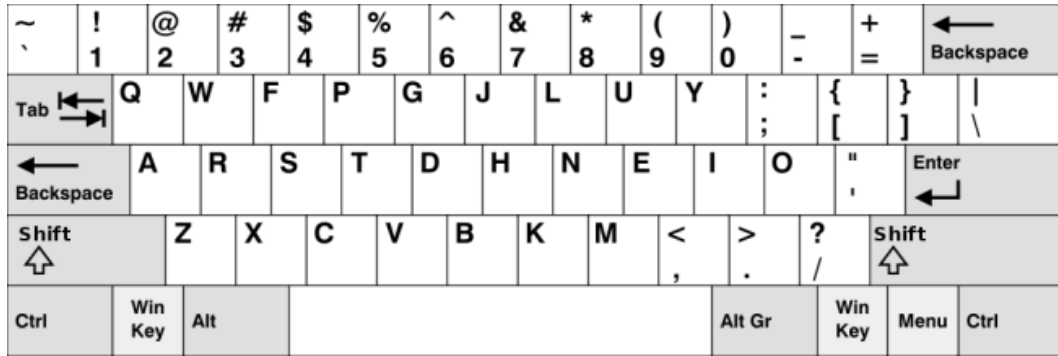 ~ ! @ # $ % ^ & * ( ) _ +
` 1 2 3 4 5 6 7 8 9 0 - = Backspace
Tab Q W F P G J L U Y : { } |
; [ ] \
A R S T D H N E I O " Enter
Backspace '
Shift Z X C V B K M < > ? Shift
, . /
Ctrl Win Key Alt Alt Gr Win Key Menu Ctrl